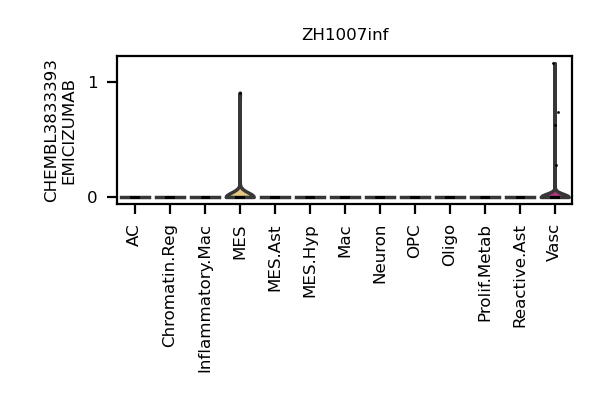 ZH1007inf
CHEMBL3833393
EMICIZUMAB
1
0
AC
Chromatin.Reg
Inflammatory.Mac
MES
MES.Ast
MES.Hyp
Mac
Neuron
OPC
Oligo
Prolif.Metab
Reactive.Ast
Vasc